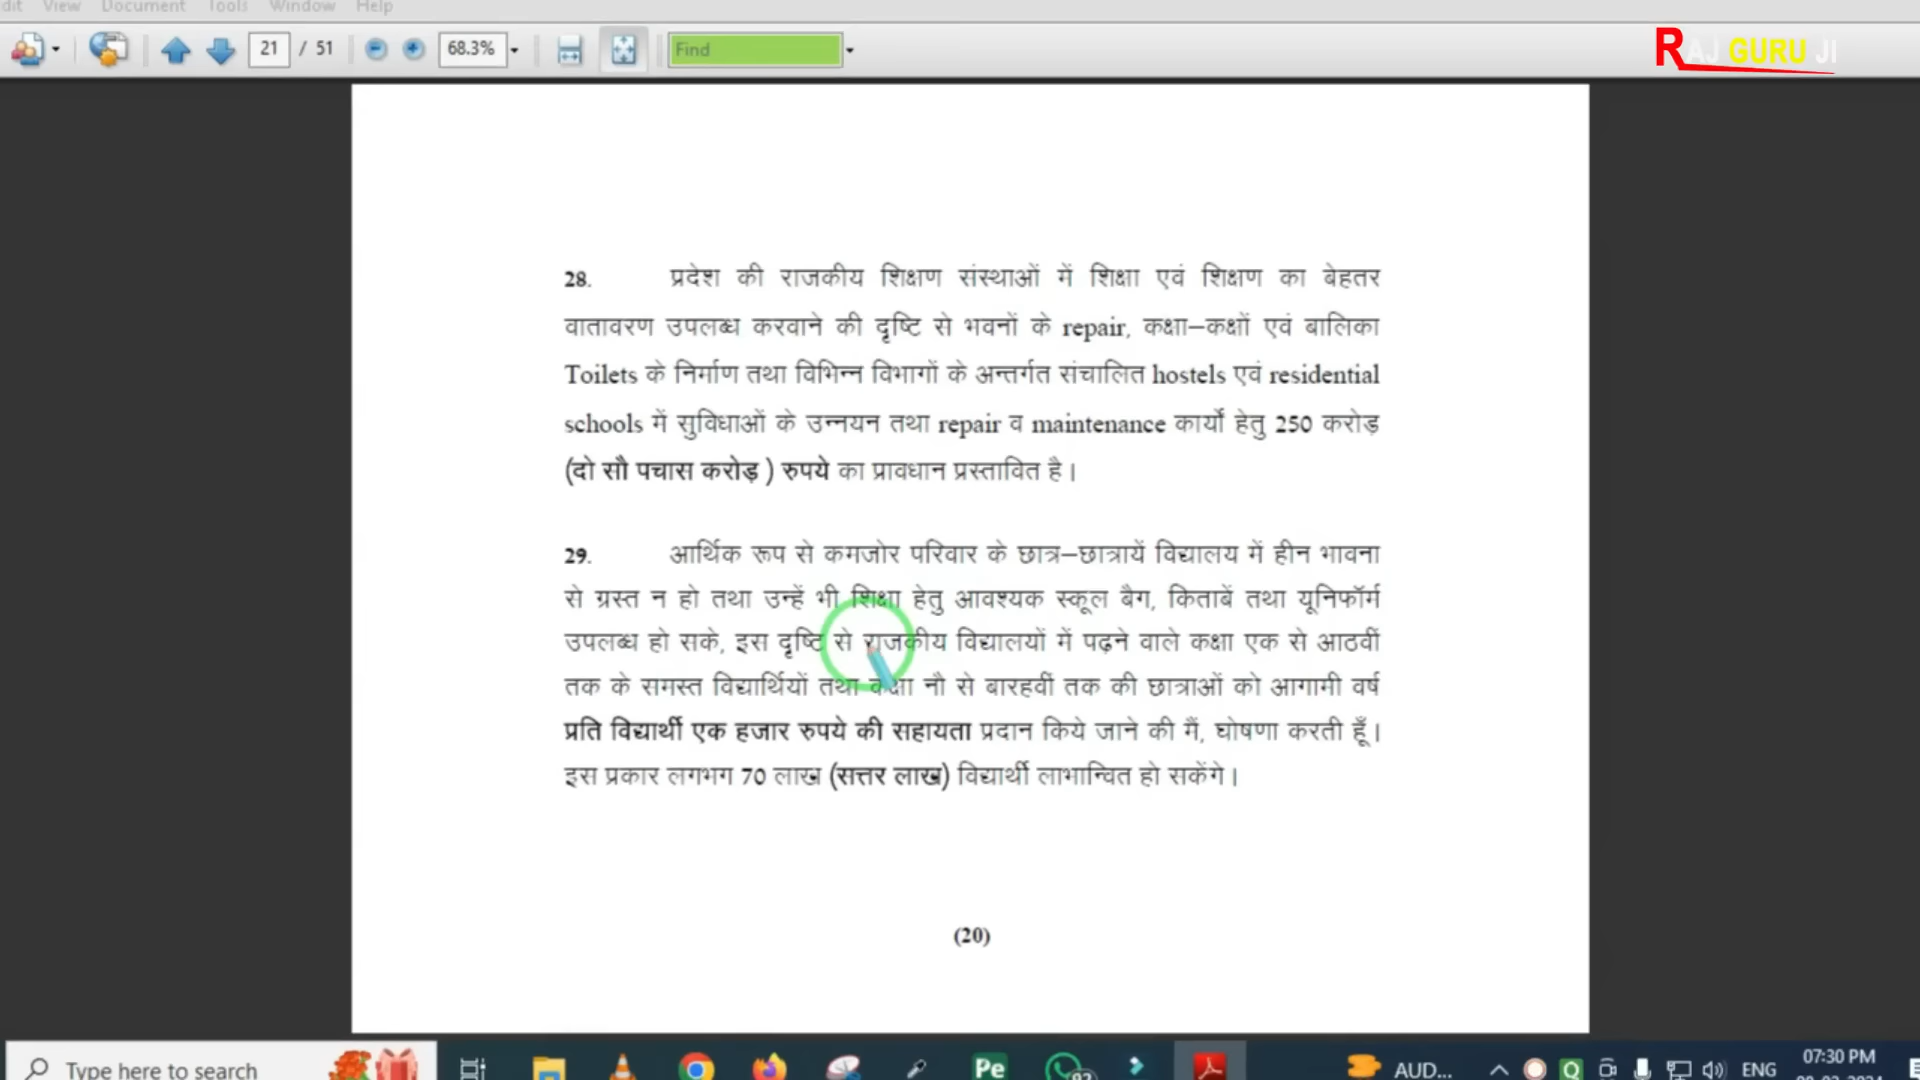 View Document Tools Window Help
21 / 51 68.3% Find
RAJ GURU JI
28. प्रदेश की राजकीय शिक्षण संस्थाओं में शिक्षा एवं शिक्षण का बेहतर
वातावरण उपलब्ध करवाने की दृष्टि से भवनों के repair, कक्षा–कक्षों एवं बालिका
Toilets के निर्माण तथा विभिन्न विभागों के अन्तर्गत संचालित hostels एवं residential
schools में सुविधाओं के उन्नयन तथा repair व maintenance कार्यो हेतु 250 करोड़
(दो सौ पचास करोड़ ) रुपये का प्रावधान प्रस्तावित है।
29. आर्थिक रूप से कमजोर परिवार के छात्र–छात्रायें विद्यालय में हीन भावना
से ग्रस्त न हो तथा उन्हें भी शिक्षा हेतु आवश्यक स्कूल बैग, किताबें तथा यूनिफॉर्म
उपलब्ध हो सके, इस दृष्टि से राजकीय विद्यालयों में पढ़ने वाले कक्षा एक से आठवीं
तक के समस्त विद्यार्थियों तथा कक्षा नौ से बारहवीं तक की छात्राओं को आगामी वर्ष
प्रति विद्यार्थी एक हजार रुपये की सहायता प्रदान किये जाने की मैं, घोषणा करती हूँ।
इस प्रकार लगभग 70 लाख (सत्तर लाख) विद्यार्थी लाभान्वित हो सकेंगे।
(20)
Type here to search Pe AUD... ENG 07:30 PM